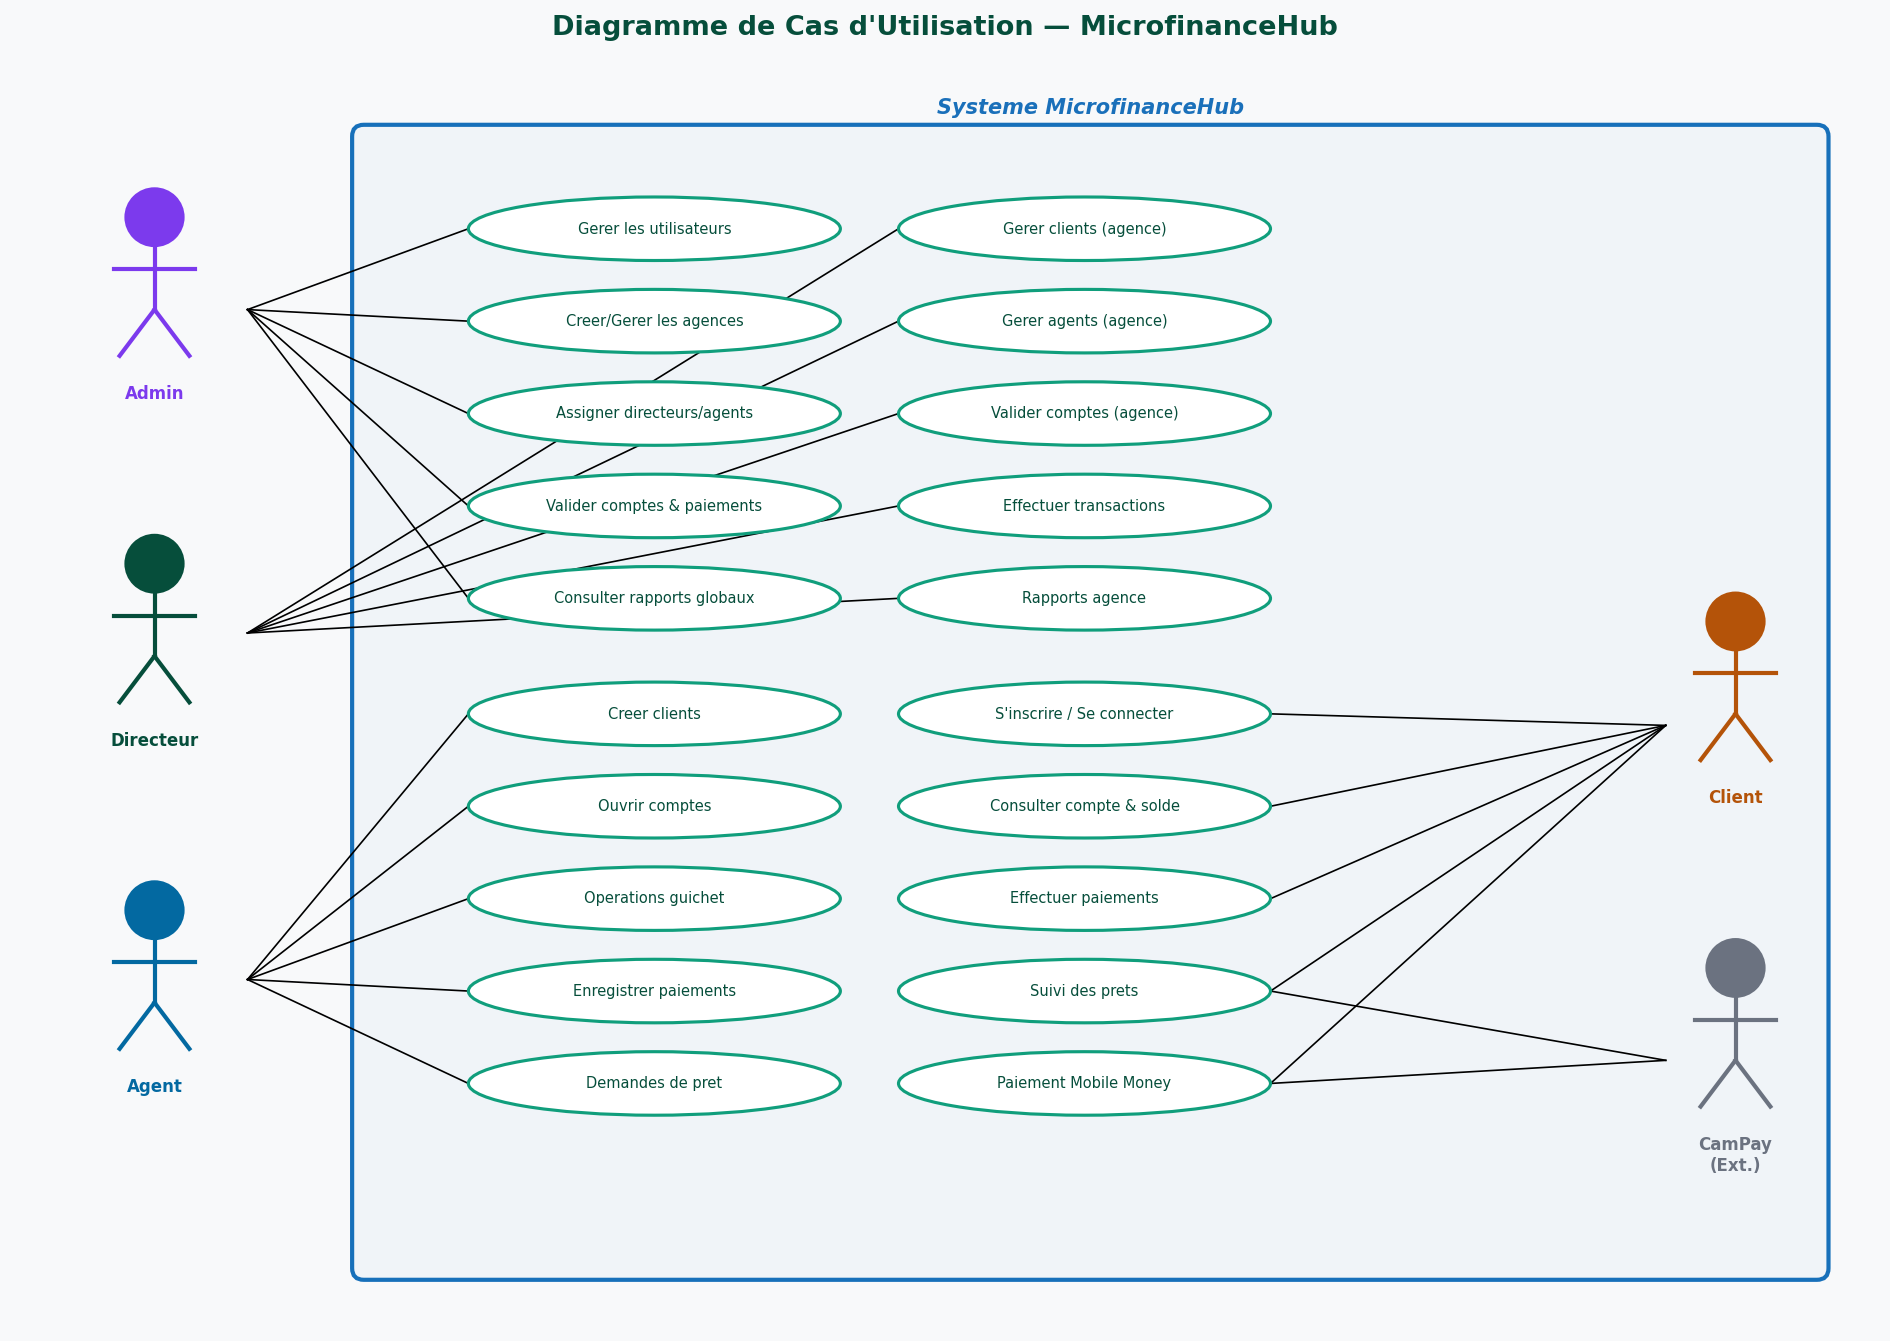 Diagramme de Cas d'Utilisation — MicrofinanceHub
Systeme MicrofinanceHub
Gerer les utilisateurs
Gerer clients (agence)
Creer/Gerer les agences
Gerer agents (agence)
Admin
Assigner directeurs/agents
Valider comptes (agence)
Valider comptes & paiements
Effectuer transactions
Consulter rapports globaux
Rapports agence
Directeur
Creer clients
S'inscrire / Se connecter
Client
Ouvrir comptes
Consulter compte & solde
Operations guichet
Effectuer paiements
Enregistrer paiements
Suivi des prets
Agent
Demandes de pret
Paiement Mobile Money
CamPay
(Ext.)